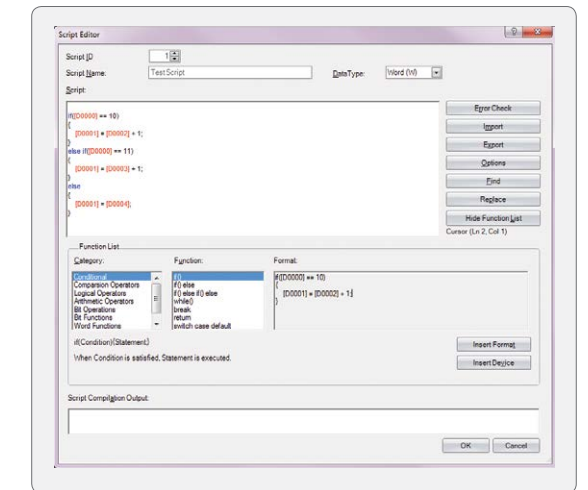 Script Editor
Script ID 1
Script Name: Test Script DataType: Word (W)
Script:
if([D0000] == 10)
{
[D0001] = [D0002] + 1;
}
else if([D0000] == 11)
{
[D0001] = [D0003] + 1;
}
else
{
[D0001] = [D0004];
}
Error Check
Import
Export
Options
Find
Replace
Hide Function List
Cursor (Ln 2, Col 1)
Function List
Category: Function: Format:
Conditional
Comparsion Operators
Logical Operators
Arithmetic Operators
Bit Operations
Bit Functions
Word Functions
if()
if() else
if() else if() else
while()
break
return
switch case default
if([D0000] == 10)
{
[D0001] = [D0002] + 1;
}
if(Condition){Statement;}
When Condition is satisfied, Statement is executed.
Insert Format
Insert Device
Script Compilation Output:
OK Cancel